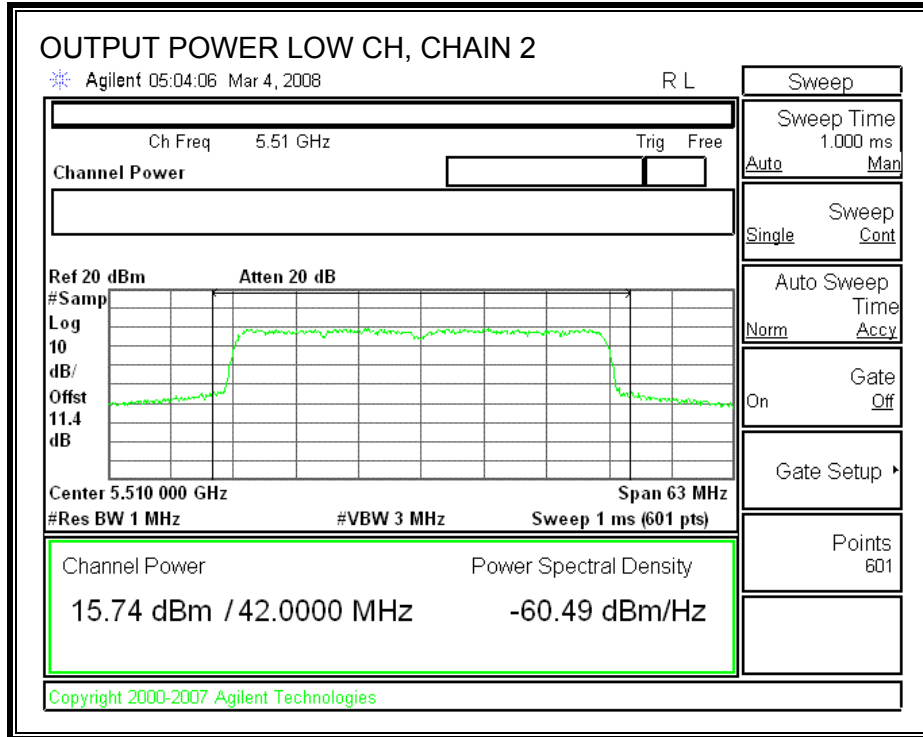 OUTPUT POWER LOW CH, CHAIN 2
Agilent 05:04:06 Mar 4, 2008 R L
Ch Freq 5.51 GHz Trig Free
Channel Power
Ref 20 dBm Atten 20 dB
#Samp
Log
10
dB/
Offst
11.4
dB
Center 5.510 000 GHz Span 63 MHz
#Res BW 1 MHz #VBW 3 MHz Sweep 1 ms (601 pts)
Channel Power Power Spectral Density
15.74 dBm / 42.0000 MHz -60.49 dBm/Hz
Copyright 2000-2007 Agilent Technologies
Sweep
Sweep Time
1.000 ms
Auto Man
Sweep
Single Cont
Auto Sweep
Time
Norm Accy
Gate
On Off
Gate Setup
Points
601